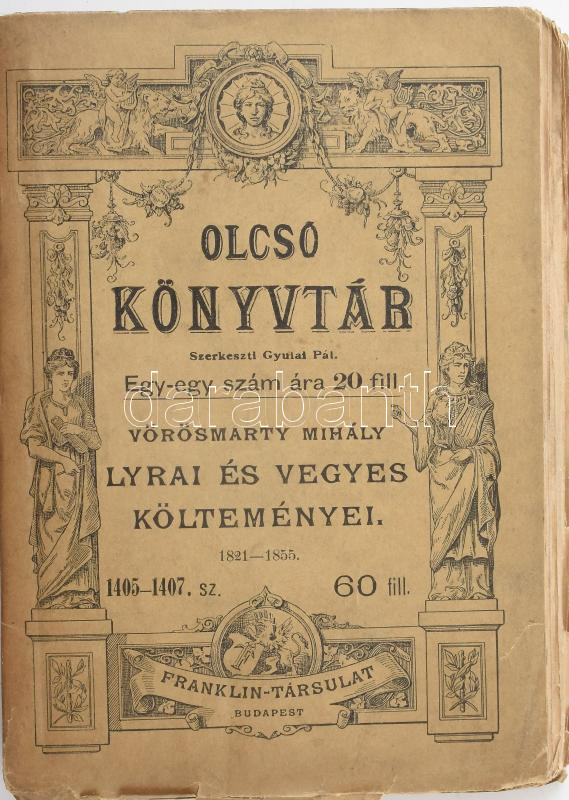 OLCSÓ
KÖNYVTÁR
Szerkeszti Gyulai Pál.
Egy-egy szám ára 20 fill.
darabanth
VÖRÖSMARTY MIHÁLY
LYRAI ÉS VEGYES
KÖLTEMÉNYEI.
1821—1855.
1405—1407. sz. 60 fill.
FRANKLIN-TÁRSULAT
BUDAPEST